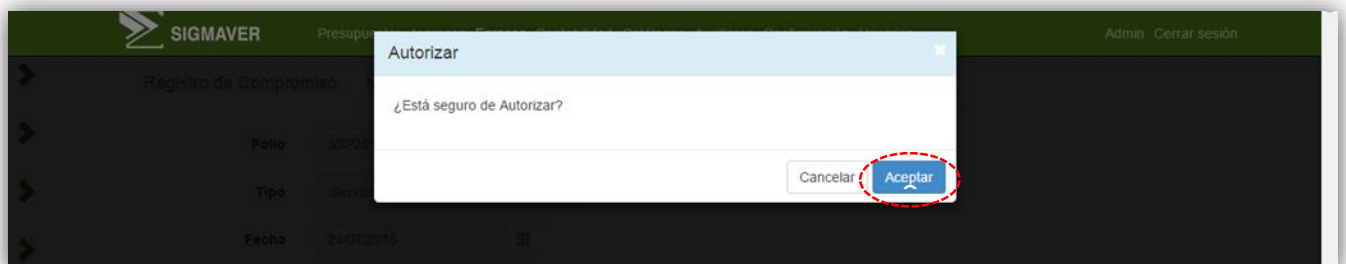 SIGMAVER
Admin Cerrar sesión
Autorizar
Registro de Compromiso
¿Está seguro de Autorizar?
Folio
Cancelar
Aceptar
Tipo
Fecha 24/07/2015